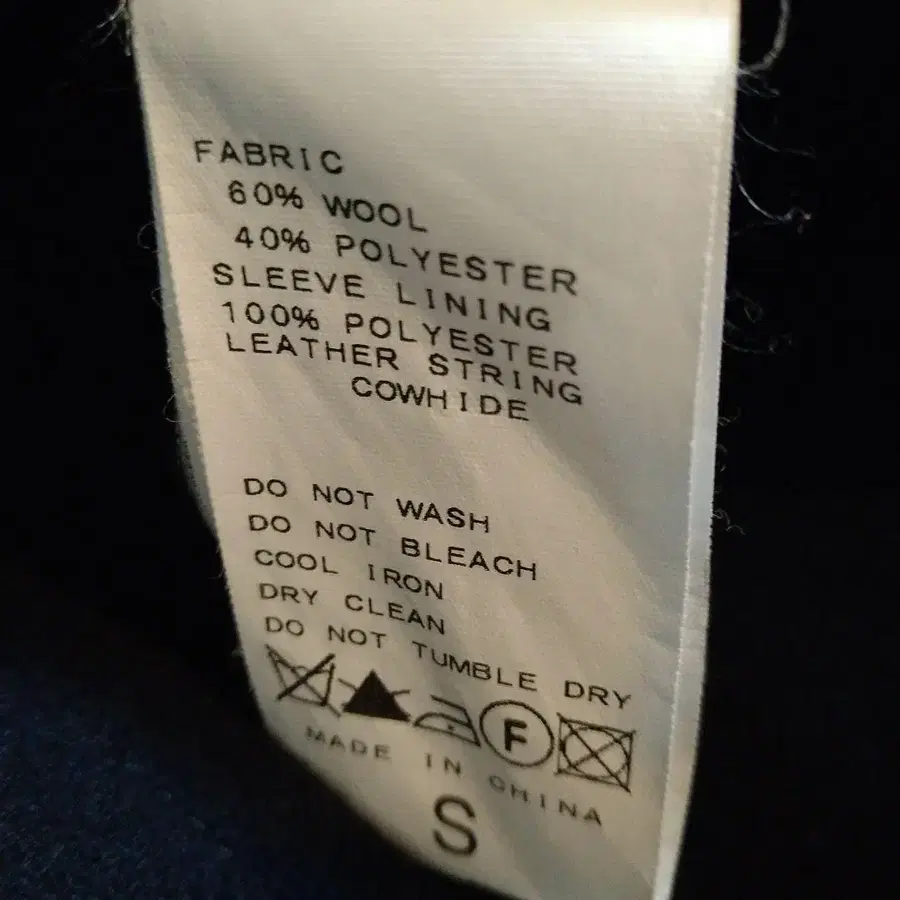 FABRIC
60% WOOL
40% POLYESTER
SLEEVE LINING
100% POLYESTER
LEATHER STRING
COWHIDE
DO NOT WASH
DO NOT BLEACH
COOL IRON
DRY CLEAN
DO NOT TUMBLE DRY
F
MADE IN CHINA
S